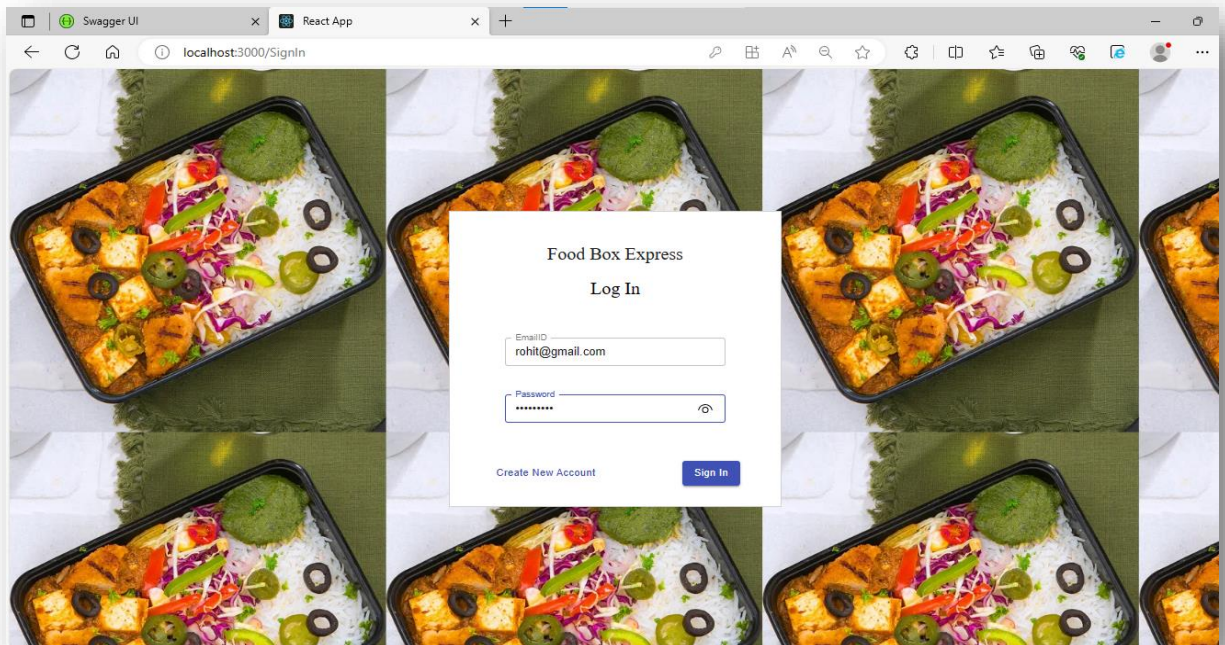 Swagger UI
React App
localhost:3000/SignIn
Food Box Express
Log In
EmailID
rohit@gmail.com
Password
•••••••••
Create New Account
Sign In